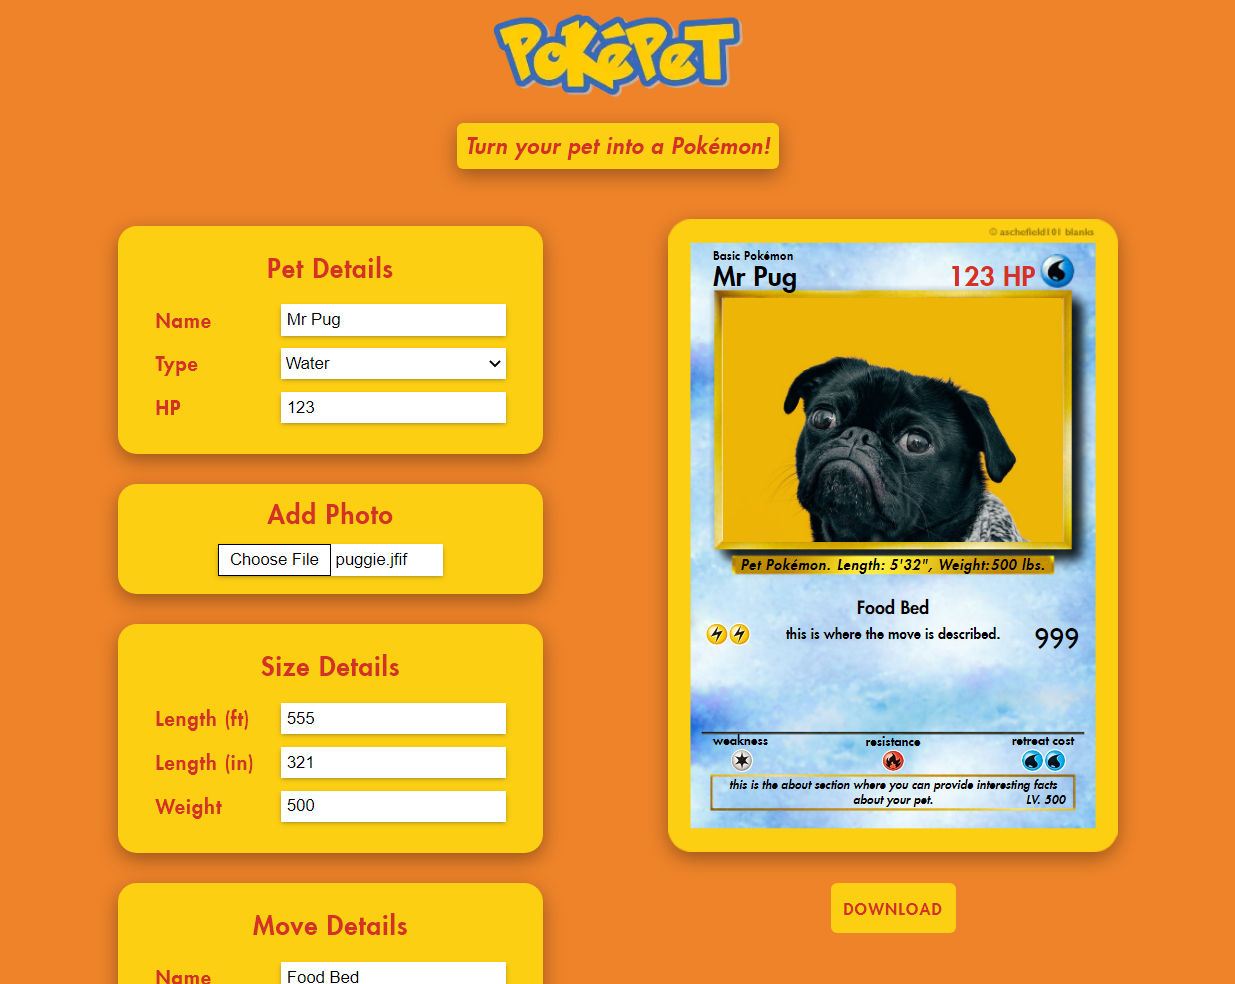 PoKéPeT
Turn your pet into a Pokémon!
Pet Details
Name
Mr Pug
Type
Water
HP
123
Add Photo
Choose File puggie.jfif
Size Details
Length (ft)
555
Length (in)
321
Weight
500
Move Details
Name
Food Bed
© aschefield101 blanks
Basic Pokémon
Mr Pug
123 HP
Pet Pokémon. Length: 5'32", Weight:500 lbs.
Food Bed
this is where the move is described.
999
weakness
resistance
retreat cost
this is the about section where you can provide interesting facts
about your pet.
LV. 500
DOWNLOAD